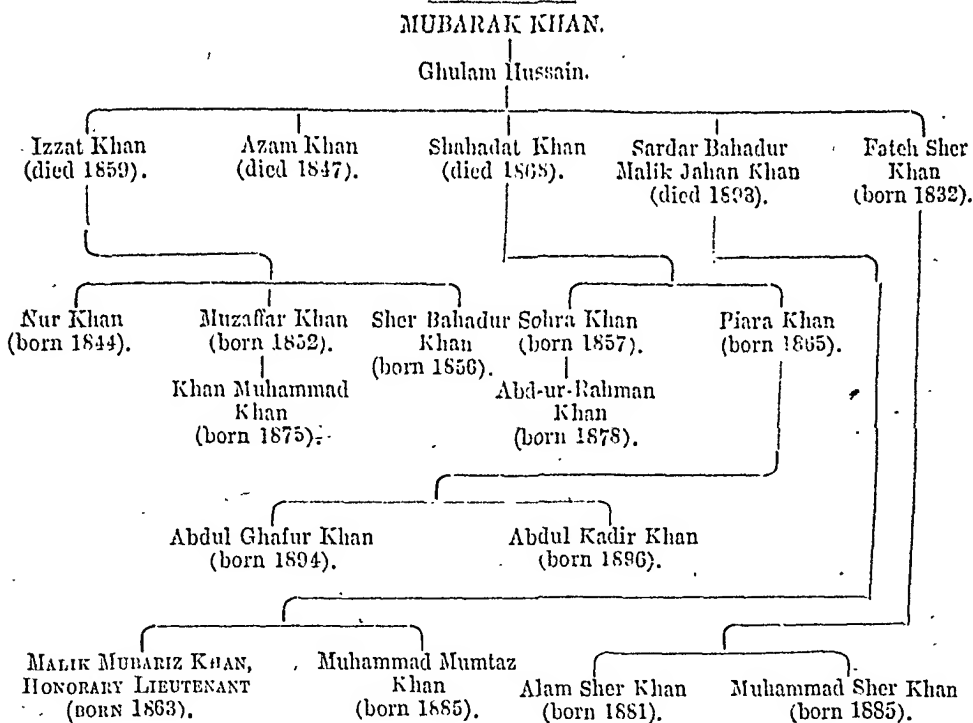 MUBARAK KHAN.
Ghulam Hussain.
Izzat Khan
(died 1859).
Azam Khan
(died 1847).
Shahadat Khan
(died 1868).
Sardar Bahadur
Malik Jahan Khan
(died 1893).
Fateh Sher
Khan
(born 1832).
Nur Khan
(born 1844).
Muzaffar Khan
(born 1852).
Sher Bahadur
Khan
(born 1856).
Sohra Khan
(born 1857).
Piara Khan
(born 1865).
Khan Muhammad
Khan
(born 1875).
Abd-ur-Rahman
Khan
(born 1878).
Abdul Ghafur Khan
(born 1894).
Abdul Kadir Khan
(born 1896).
MALIK MUBARIZ KHAN,
HONORARY LIEUTENANT
(BORN 1863).
Muhammad Mumtaz
Khan
(born 1885).
Alam Sher Khan
(born 1881).
Muhammad Sher Khan
(born 1885).